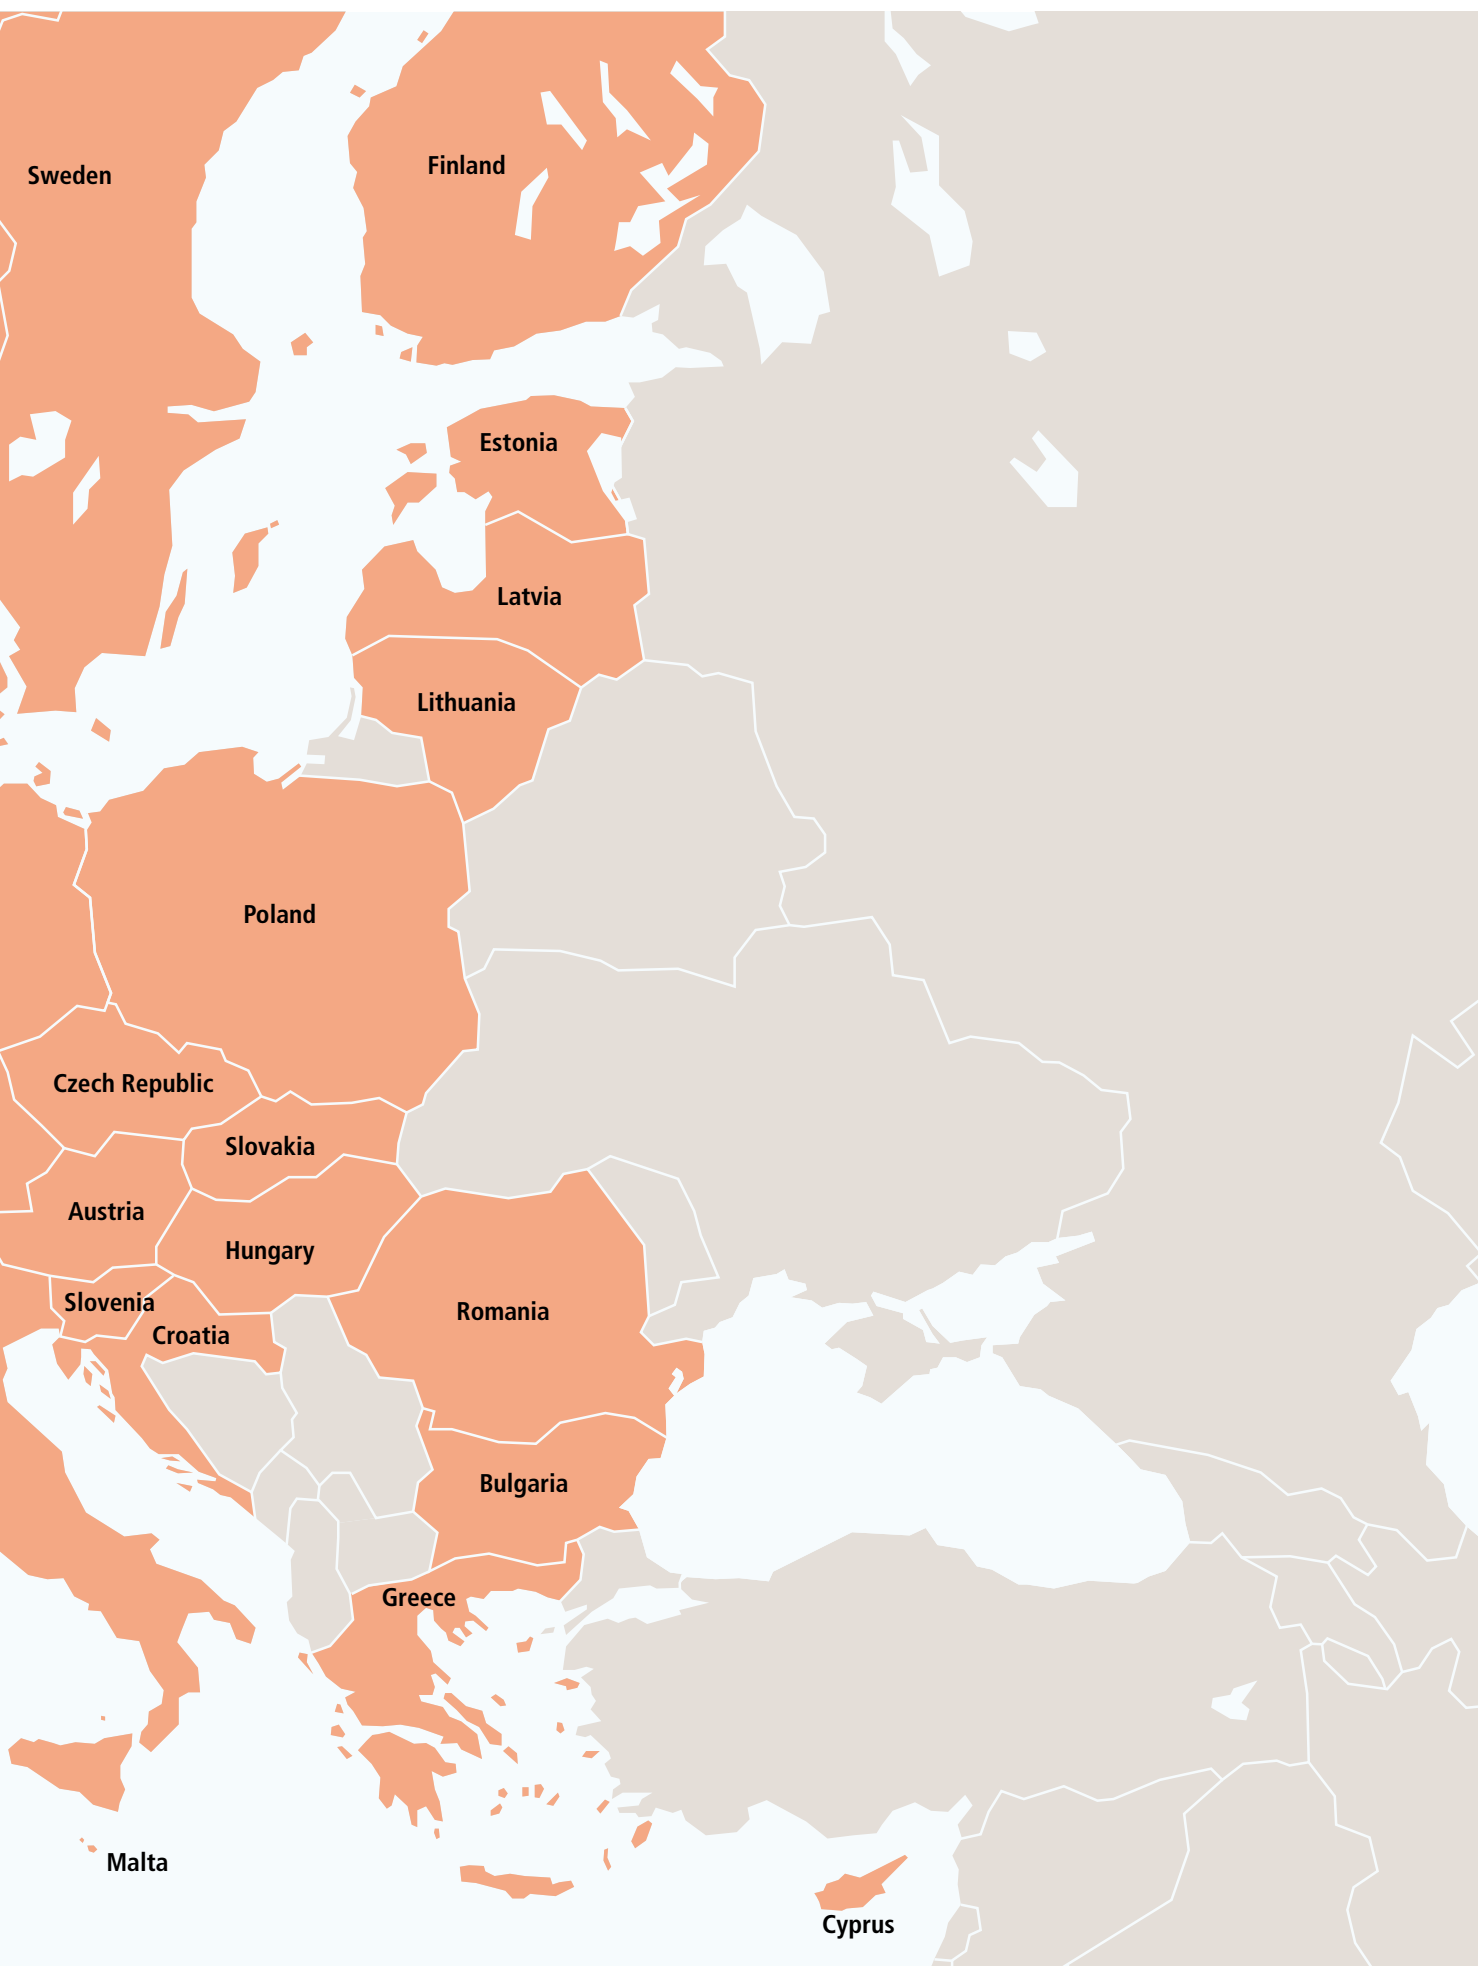 Sweden
Finland
Estonia
Latvia
Lithuania
Poland
Czech Republic
Slovakia
Austria
Hungary
Slovenia
Romania
Croatia
Bulgaria
Greece
Malta
Cyprus